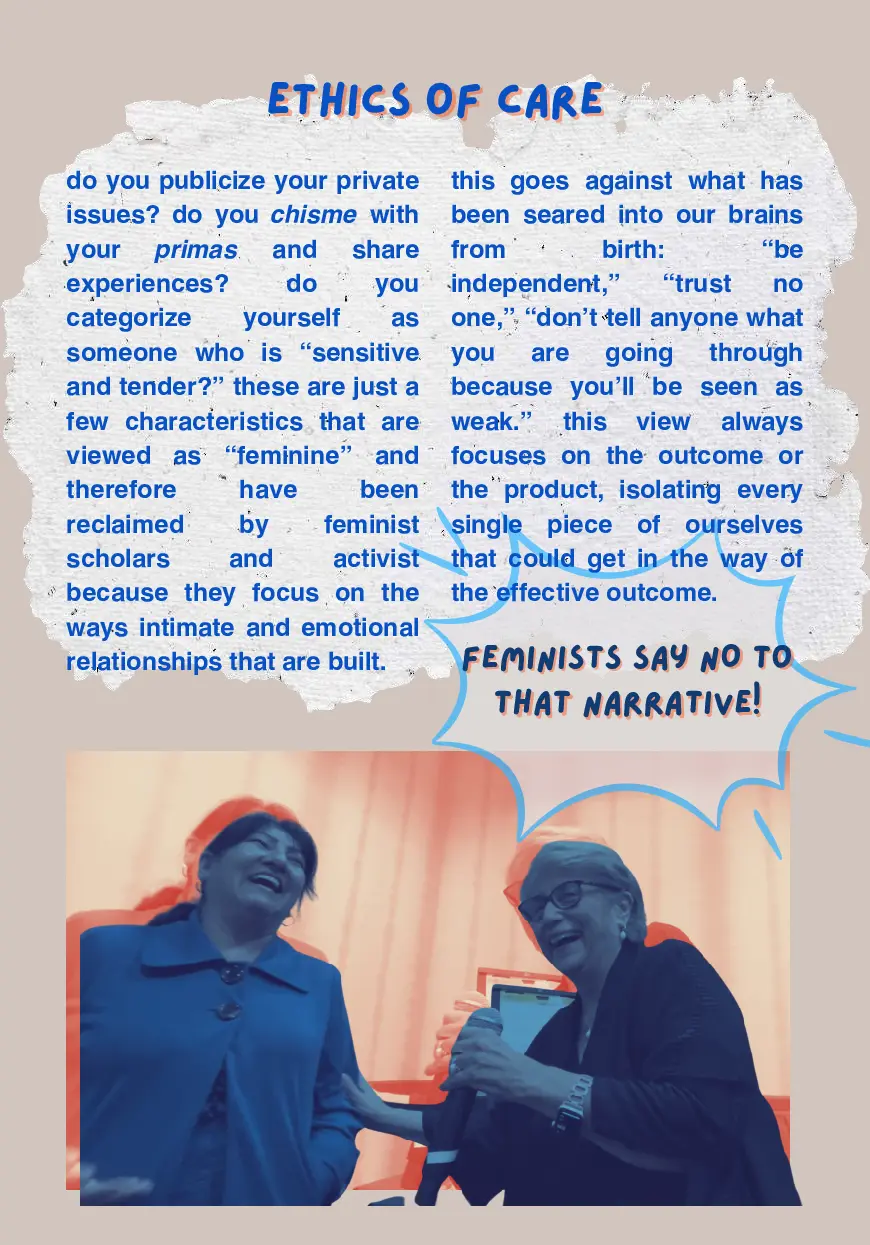 ETHICS OF CARE
do you publicize your private
issues? do you chisme with
your primas and share
experiences? do you
categorize yourself as
someone who is “sensitive
and tender?” these are just a
few characteristics that are
viewed as “feminine” and
therefore have been
reclaimed by feminist
scholars and activist
because they focus on the
ways intimate and emotional
relationships that are built.
this goes against what has
been seared into our brains
from birth: “be
independent,” “trust no
one,” “don’t tell anyone what
you are going through
because you’ll be seen as
weak.” this view always
focuses on the outcome or
the product, isolating every
single piece of ourselves
that could get in the way of
the effective outcome.
FEMINISTS SAY NO TO
THAT NARRATIVE!